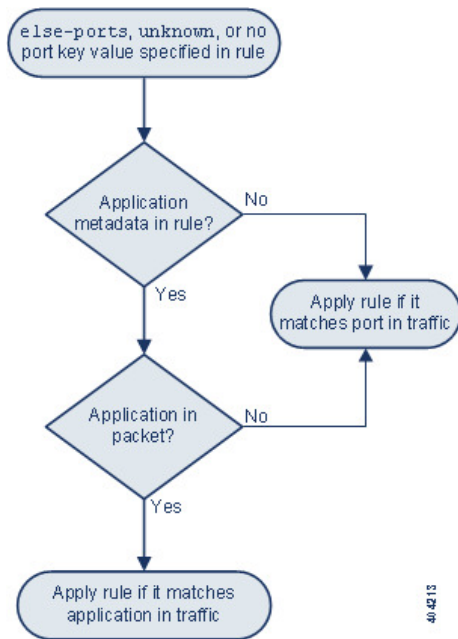 else-ports, unknown, or no
port key value specified in rule
Application
metadata in rule?
No
Yes
Apply rule if it
matches port in traffic
Application in
packet?
No
Yes
Apply rule if it matches
application in traffic
404213